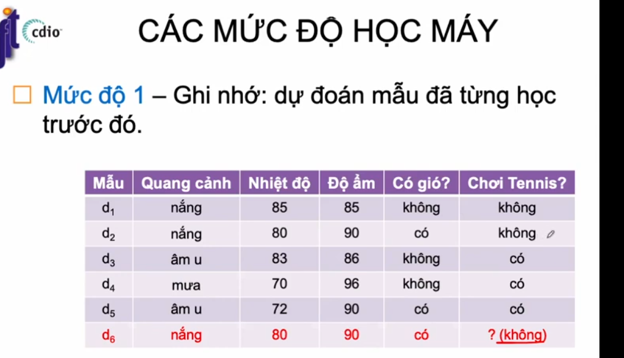 cdio
CÁC MỨC ĐỘ HỌC MÁY
Mức độ 1 – Ghi nhớ: dự đoán mẫu đã từng học
trước đó.
Mẫu Quang cảnh Nhiệt độ Độ ẩm Có gió? Chơi Tennis?
d₁ nắng 85 85 không không
d₂ nắng 80 90 có không
d₃ âm u 83 86 không có
d₄ mưa 70 96 không có
d₅ âm u 72 90 có có
d₆ nắng 80 90 có ? (không)